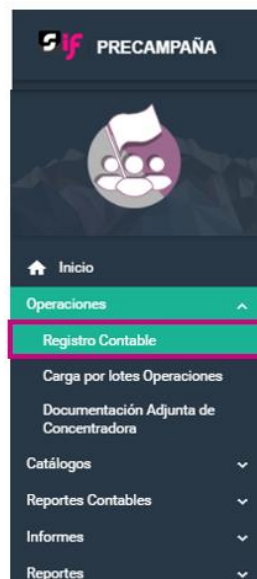 Sif PRECAMPAÑA
Inicio
Operaciones
Registro Contable
Carga por lotes Operaciones
Documentación Adjunta de
Concentradora
Catálogos
Reportes Contables
Informes
Reportes